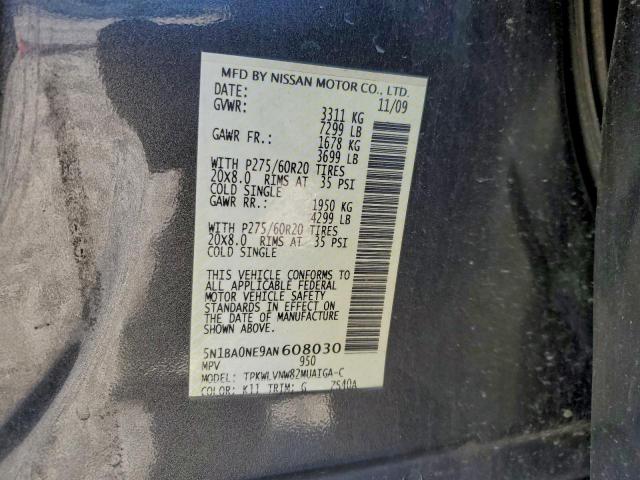 MFD BY NISSAN MOTOR CO., LTD.
DATE: 11/09
GVWR: 3311 KG
7299 LB
GAWR FR.: 1678 KG
3699 LB
WITH P275/60R20 TIRES
20X8.0 RIMS AT 35 PSI
COLD SINGLE
GAWR RR.: 1950 KG
4299 LB
WITH P275/60R20 TIRES
20X8.0 RIMS AT 35 PSI
COLD SINGLE
THIS VEHICLE CONFORMS TO
ALL APPLICABLE FEDERAL
MOTOR VEHICLE SAFETY
STANDARDS IN EFFECT ON
THE DATE OF MANUFACTURE
SHOWN ABOVE.
5N1BA0NE9AN608030
MPV 950
MODEL: TPKWLVNW82MUAIGA-C
COLOR: K11 TRIM: G 7S40A